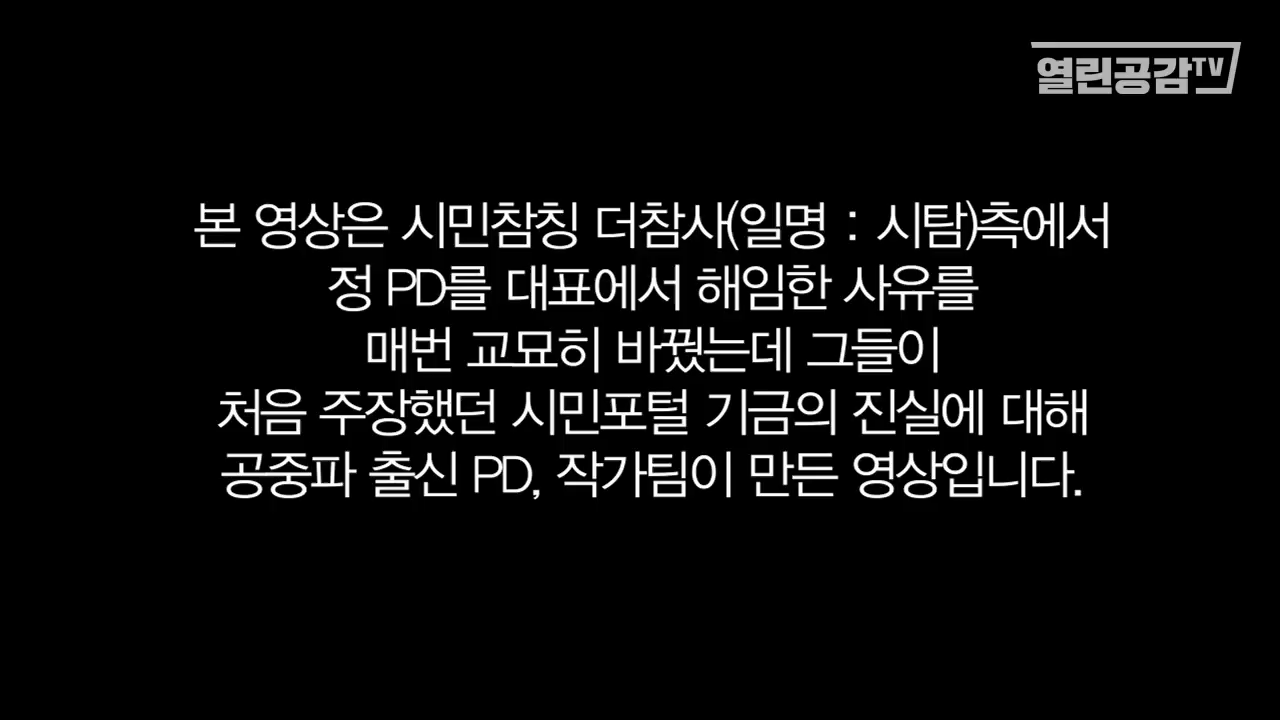 열린공감TV
본 영상은 시민참칭 더참사(일명 : 시탐)측에서
정 PD를 대표에서 해임한 사유를
매번 교묘히 바꿨는데 그들이
처음 주장했던 시민포털 기금의 진실에 대해
공중파 출신 PD, 작가팀이 만든 영상입니다.